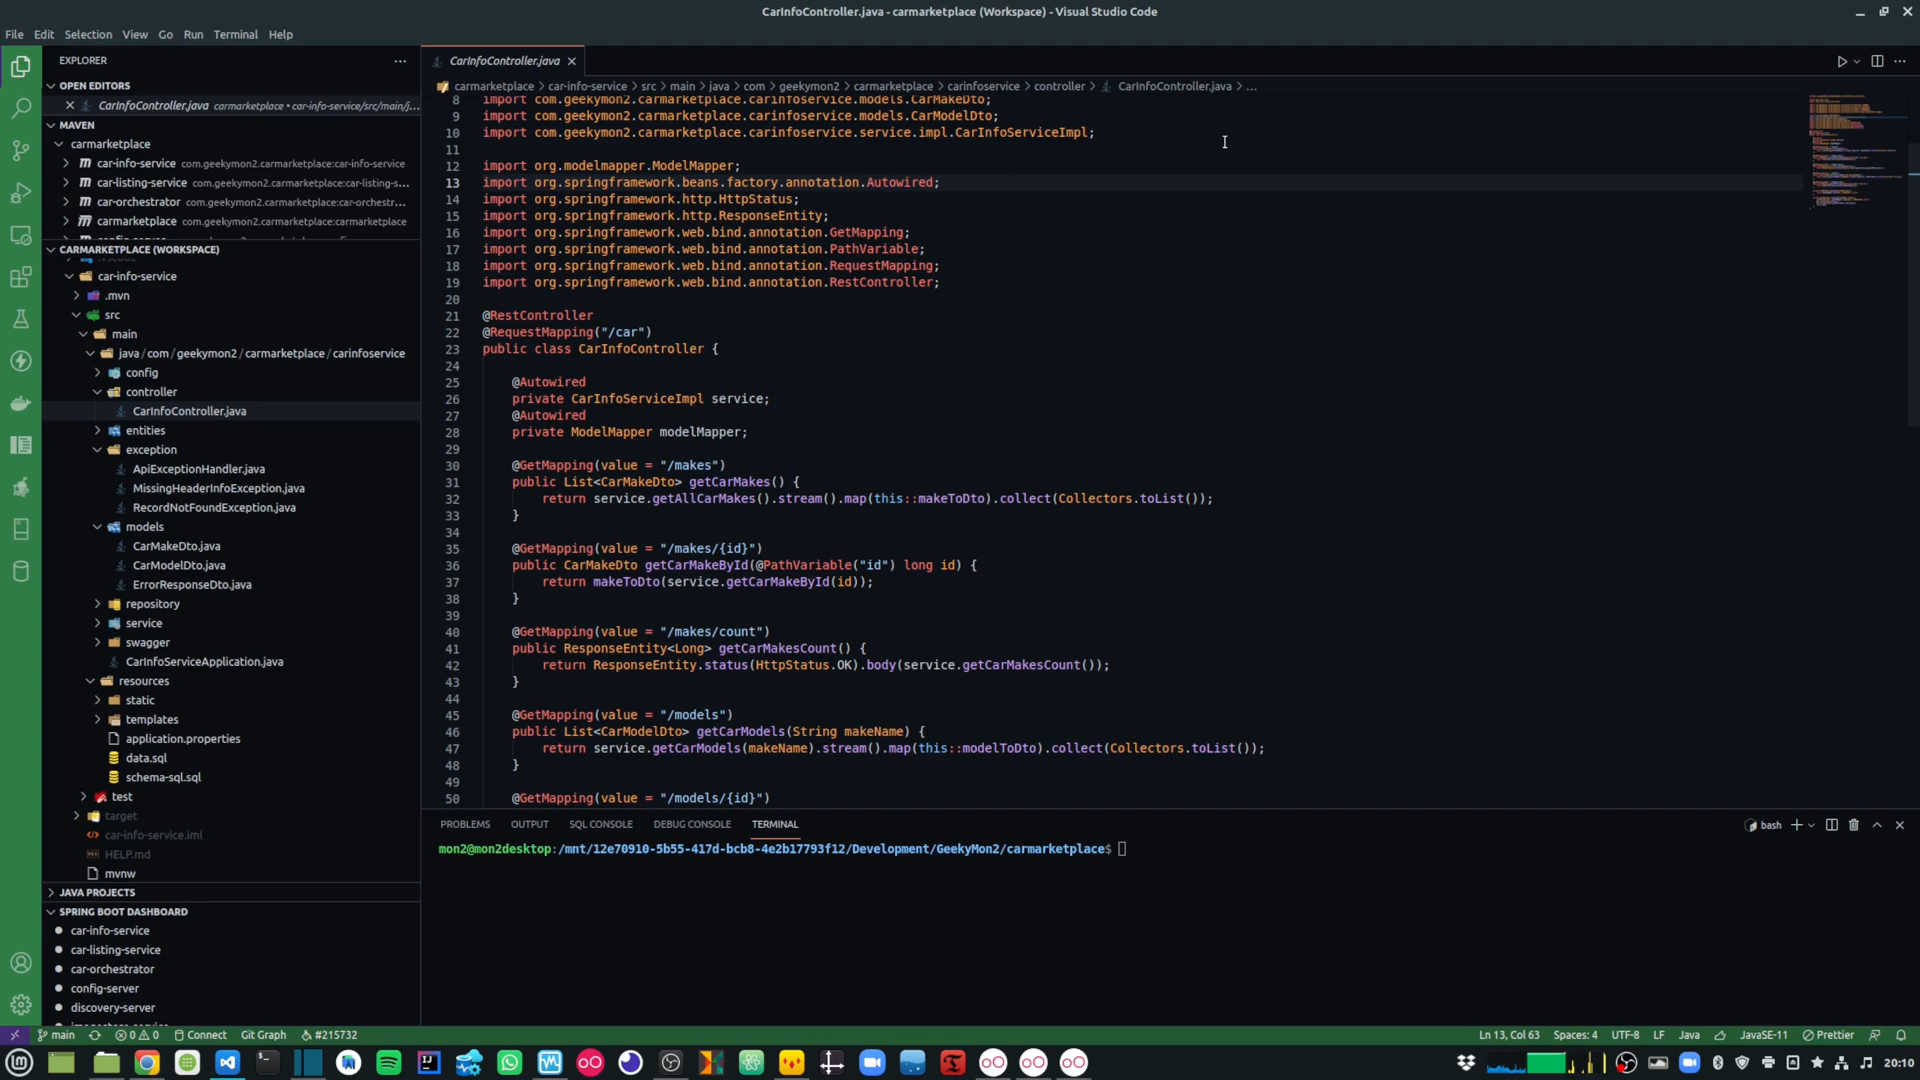 CarInfoController.java - carmarketplace (Workspace) - Visual Studio Code
File Edit Selection View Go Run Terminal Help
EXPLORER
OPEN EDITORS
CarInfoController.java carmarketplace • car-info-service/src/main/j...
MAVEN
carmarketplace
car-info-service com.geekymon2.carmarketplace:car-info-service
car-listing-service com.geekymon2.carmarketplace:car-listing-s...
car-orchestrator com.geekymon2.carmarketplace:car-orchestr...
carmarketplace com.geekymon2.carmarketplace:carmarketplace
CARMARKETPLACE (WORKSPACE)
car-info-service
.mvn
src
main
java/com/geekymon2/carmarketplace/carinfoservice
config
controller
CarInfoController.java
entities
exception
ApiExceptionHandler.java
MissingHeaderInfoException.java
RecordNotFoundException.java
models
CarMakeDto.java
CarModelDto.java
ErrorResponseDto.java
repository
service
swagger
CarInfoServiceApplication.java
resources
static
templates
application.properties
data.sql
schema-sql.sql
test
target
car-info-service.iml
HELP.md
mvnw
JAVA PROJECTS
SPRING BOOT DASHBOARD
car-info-service
car-listing-service
car-orchestrator
config-server
discovery-server
CarInfoController.java
carmarketplace > car-info-service > src > main > java > com > geekymon2 > carmarketplace > carinfoservice > controller > CarInfoController.java > ...
8 import com.geekymon2.carmarketplace.carinfoservice.models.CarMakeDto;
9 import com.geekymon2.carmarketplace.carinfoservice.models.CarModelDto;
10 import com.geekymon2.carmarketplace.carinfoservice.service.impl.CarInfoServiceImpl;
11
12 import org.modelmapper.ModelMapper;
13 import org.springframework.beans.factory.annotation.Autowired;
14 import org.springframework.http.HttpStatus;
15 import org.springframework.http.ResponseEntity;
16 import org.springframework.web.bind.annotation.GetMapping;
17 import org.springframework.web.bind.annotation.PathVariable;
18 import org.springframework.web.bind.annotation.RequestMapping;
19 import org.springframework.web.bind.annotation.RestController;
20
21 @RestController
22 @RequestMapping("/car")
23 public class CarInfoController {
24
25 @Autowired
26 private CarInfoServiceImpl service;
27 @Autowired
28 private ModelMapper modelMapper;
29
30 @GetMapping(value = "/makes")
31 public List<CarMakeDto> getCarMakes() {
32 return service.getAllCarMakes().stream().map(this::makeToDto).collect(Collectors.toList());
33 }
34
35 @GetMapping(value = "/makes/{id}")
36 public CarMakeDto getCarMakeById(@PathVariable("id") long id) {
37 return makeToDto(service.getCarMakeById(id));
38 }
39
40 @GetMapping(value = "/makes/count")
41 public ResponseEntity<Long> getCarMakesCount() {
42 return ResponseEntity.status(HttpStatus.OK).body(service.getCarMakesCount());
43 }
44
45 @GetMapping(value = "/models")
46 public List<CarModelDto> getCarModels(String makeName) {
47 return service.getCarModels(makeName).stream().map(this::modelToDto).collect(Collectors.toList());
48 }
49
50 @GetMapping(value = "/models/{id}")
PROBLEMS OUTPUT SQL CONSOLE DEBUG CONSOLE TERMINAL
bash
mon2@mon2desktop:/mnt/12e70910-5b55-417d-bcb8-4e2b17793f12/Development/GeekyMon2/carmarketplace$
main 0 0 Connect Git Graph #215732
Ln 13, Col 63 Spaces: 4 UTF-8 LF Java JavaSE-11 Prettier
20:10